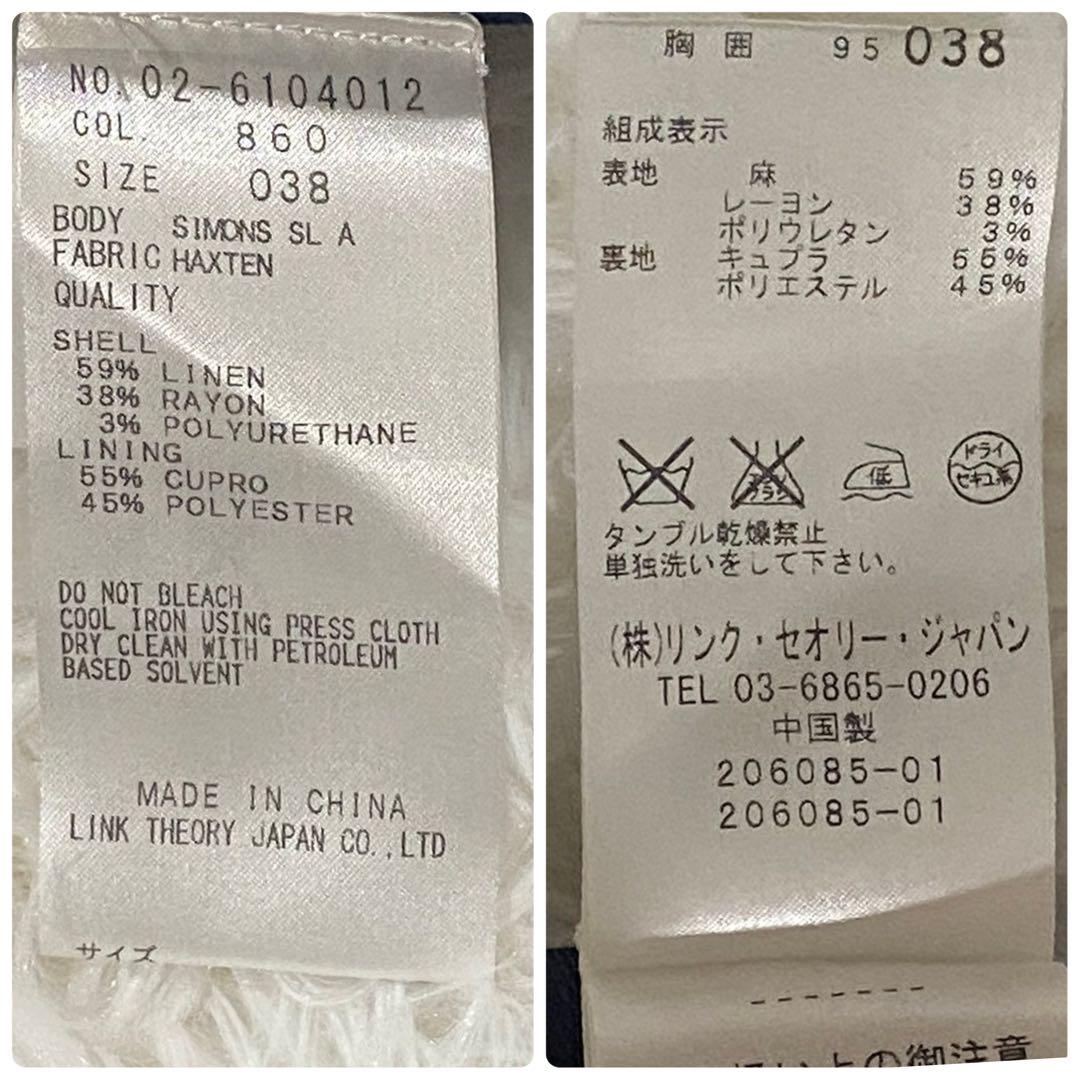 NO. 02-6104012
COL. 860
SIZE 038
BODY SIMONS SL A
FABRIC HAXTEN
QUALITY
SHELL
59% LINEN
38% RAYON
3% POLYURETHANE
LINING
55% CUPRO
45% POLYESTER
DO NOT BLEACH
COOL IRON USING PRESS CLOTH
DRY CLEAN WITH PETROLEUM
BASED SOLVENT
MADE IN CHINA
LINK THEORY JAPAN CO.,LTD
サイズ
胸囲 95 038
組成表示
表地 麻 59%
レーヨン 38%
ポリウレタン 3%
裏地 キュプラ 55%
ポリエステル 45%
低
ドライ
セキユ系
タンブル乾燥禁止
単独洗いをして下さい。
(株)リンク・セオリー・ジャパン
TEL 03-6865-0206
中国製
206085-01
206085-01
-------
上の御注意